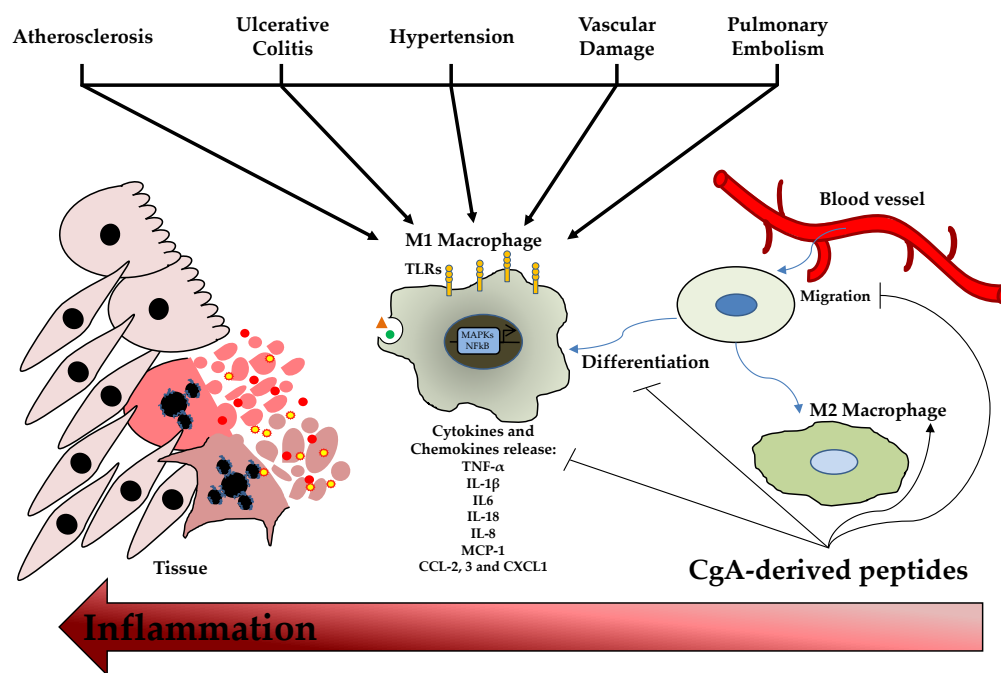 Atherosclerosis
Ulcerative
Colitis
Hypertension
Vascular
Damage
Pulmonary
Embolism
Blood vessel
M1 Macrophage
TLRs
Migration
MAPKs
NFkB
Differentiation
M2 Macrophage
Cytokines and
Chemokines release:
TNF-α
IL-1β
IL6
IL-18
IL-8
MCP-1
CCL-2, 3 and CXCL1
Tissue
CgA-derived peptides
Inflammation